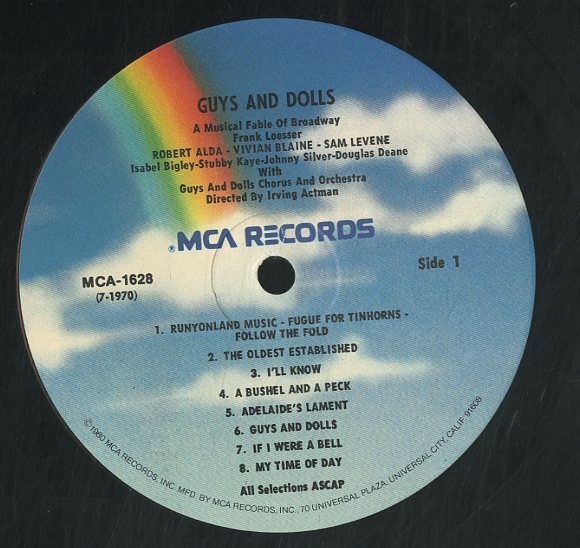 GUYS AND DOLLS
A Musical Fable Of Broadway
Frank Loesser
ROBERT ALDA - VIVIAN BLAINE - SAM LEVENE
Isabel Bigley-Stubby Kaye-Johnny Silver-Douglas Deane
With
Guys And Dolls Chorus And Orchestra
Directed By Irving Actman
®MCA RECORDS
MCA-1628
(7-1970)
Side 1
1. RUNYONLAND MUSIC - FUGUE FOR TINHORNS -
FOLLOW THE FOLD
2. THE OLDEST ESTABLISHED
3. I'LL KNOW
4. A BUSHEL AND A PECK
5. ADELAIDE'S LAMENT
6. GUYS AND DOLLS
7. IF I WERE A BELL
8. MY TIME OF DAY
All Selections ASCAP
©1980 MCA RECORDS, INC. MFD. BY MCA RECORDS, INC., 70 UNIVERSAL PLAZA, UNIVERSAL CITY, CALIF. 91608